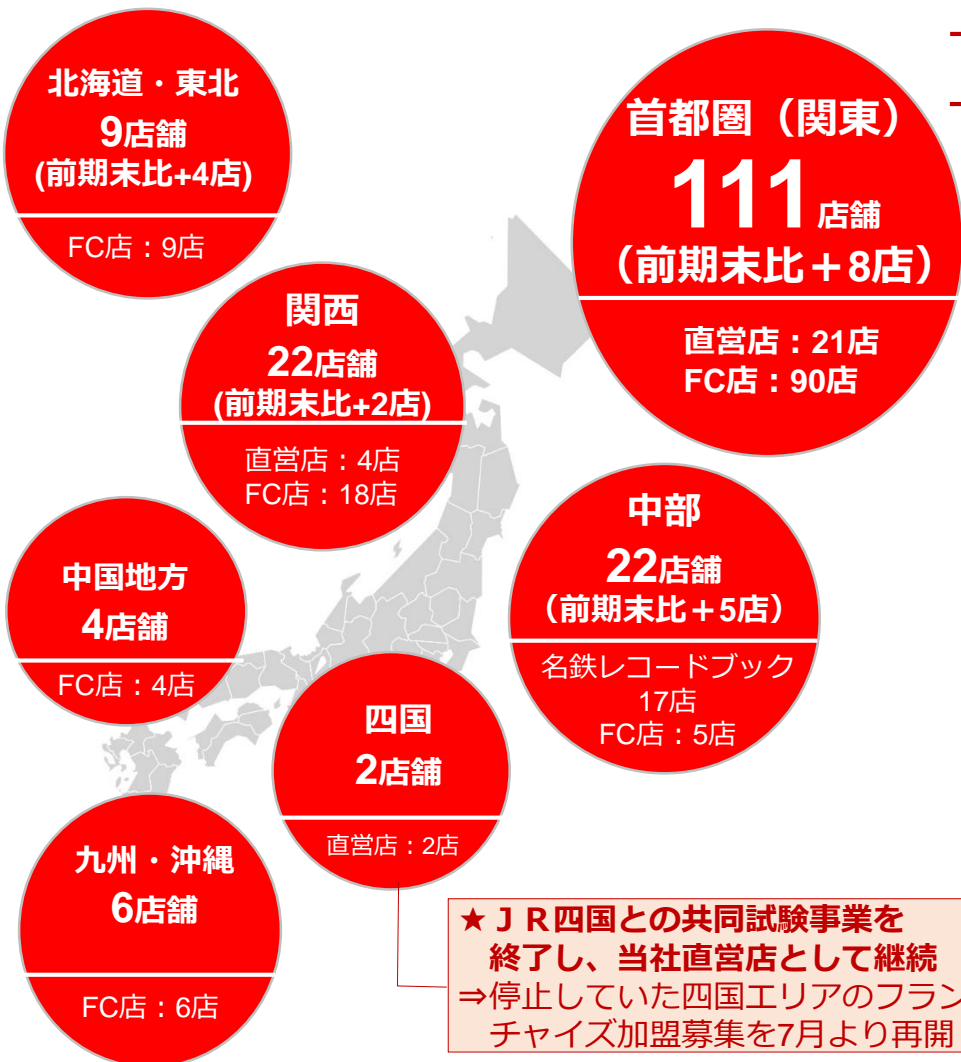 北海道・東北
9店舗
(前期末比+4店)
FC店：9店
首都圏（関東）
111店舗
（前期末比＋8店）
直営店：21店
FC店：90店
関西
22店舗
(前期末比+2店)
直営店：4店
FC店：18店
中部
22店舗
（前期末比＋5店）
名鉄レコードブック
17店
FC店：5店
中国地方
4店舗
FC店：4店
四国
2店舗
直営店：2店
九州・沖縄
6店舗
FC店：6店
★ＪＲ四国との共同試験事業を
終了し、当社直営店として継続
⇒停止していた四国エリアのフラン
チャイズ加盟募集を7月より再開